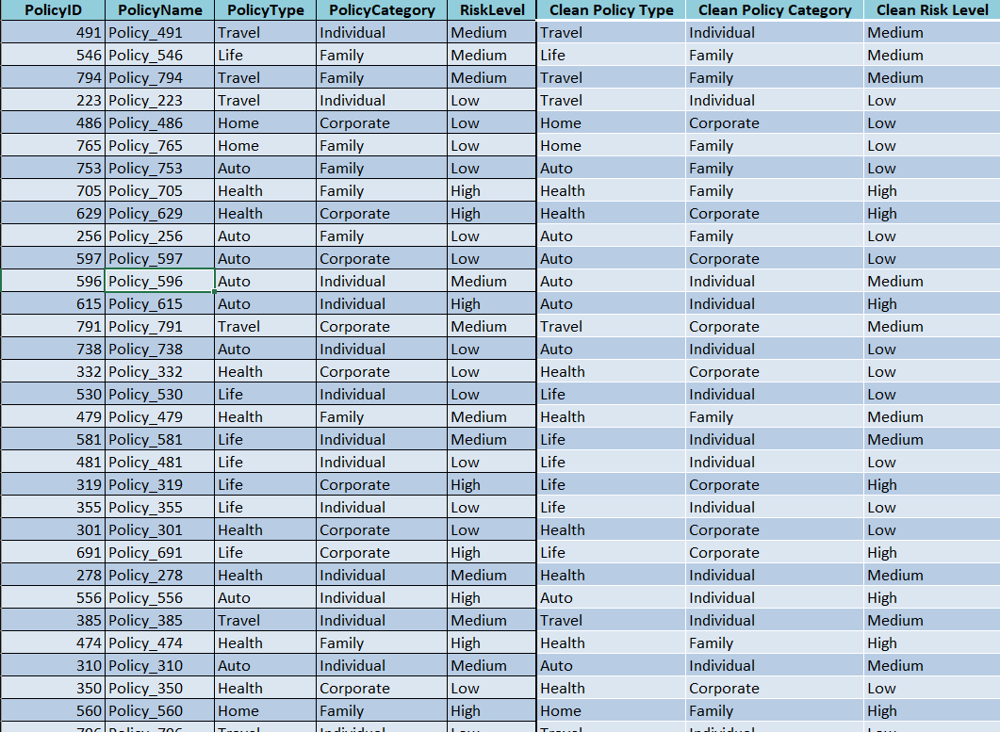 PolicyID PolicyName PolicyType PolicyCategory RiskLevel Clean Policy Type Clean Policy Category Clean Risk Level
491 Policy_491 Travel Individual Medium Travel Individual Medium
546 Policy_546 Life Family Medium Life Family Medium
794 Policy_794 Travel Family Medium Travel Family Medium
223 Policy_223 Travel Individual Low Travel Individual Low
486 Policy_486 Home Corporate Low Home Corporate Low
765 Policy_765 Home Family Low Home Family Low
753 Policy_753 Auto Family Low Auto Family Low
705 Policy_705 Health Family High Health Family High
629 Policy_629 Health Corporate High Health Corporate High
256 Policy_256 Auto Family Low Auto Family Low
597 Policy_597 Auto Corporate Low Auto Corporate Low
596 Policy_596 Auto Individual Medium Auto Individual Medium
615 Policy_615 Auto Individual High Auto Individual High
791 Policy_791 Travel Corporate Medium Travel Corporate Medium
738 Policy_738 Auto Individual Low Auto Individual Low
332 Policy_332 Health Corporate Low Health Corporate Low
530 Policy_530 Life Individual Low Life Individual Low
479 Policy_479 Health Family Medium Health Family Medium
581 Policy_581 Life Individual Medium Life Individual Medium
481 Policy_481 Life Individual Low Life Individual Low
319 Policy_319 Life Corporate High Life Corporate High
355 Policy_355 Life Individual Low Life Individual Low
301 Policy_301 Health Corporate Low Health Corporate Low
691 Policy_691 Life Corporate High Life Corporate High
278 Policy_278 Health Individual Medium Health Individual Medium
556 Policy_556 Auto Individual High Auto Individual High
385 Policy_385 Travel Individual Medium Travel Individual Medium
474 Policy_474 Health Family High Health Family High
310 Policy_310 Auto Individual Medium Auto Individual Medium
350 Policy_350 Health Corporate Low Health Corporate Low
560 Policy_560 Home Family High Home Family High
Travel Individual Low Travel Individual Low